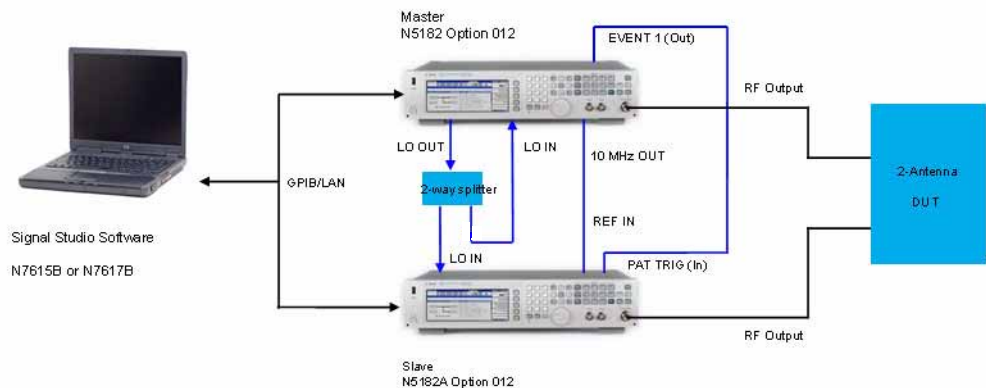 Master
N5182 Option 012
EVENT 1 (Out)
RF Output
LO OUT
LO IN
10 MHz OUT
2-way splitter
GPIB/LAN
2-Antenna
DUT
REF IN
Signal Studio Software
N7615B or N7617B
LO IN
PAT TRIG (In)
RF Output
Slave
N5182A Option 012